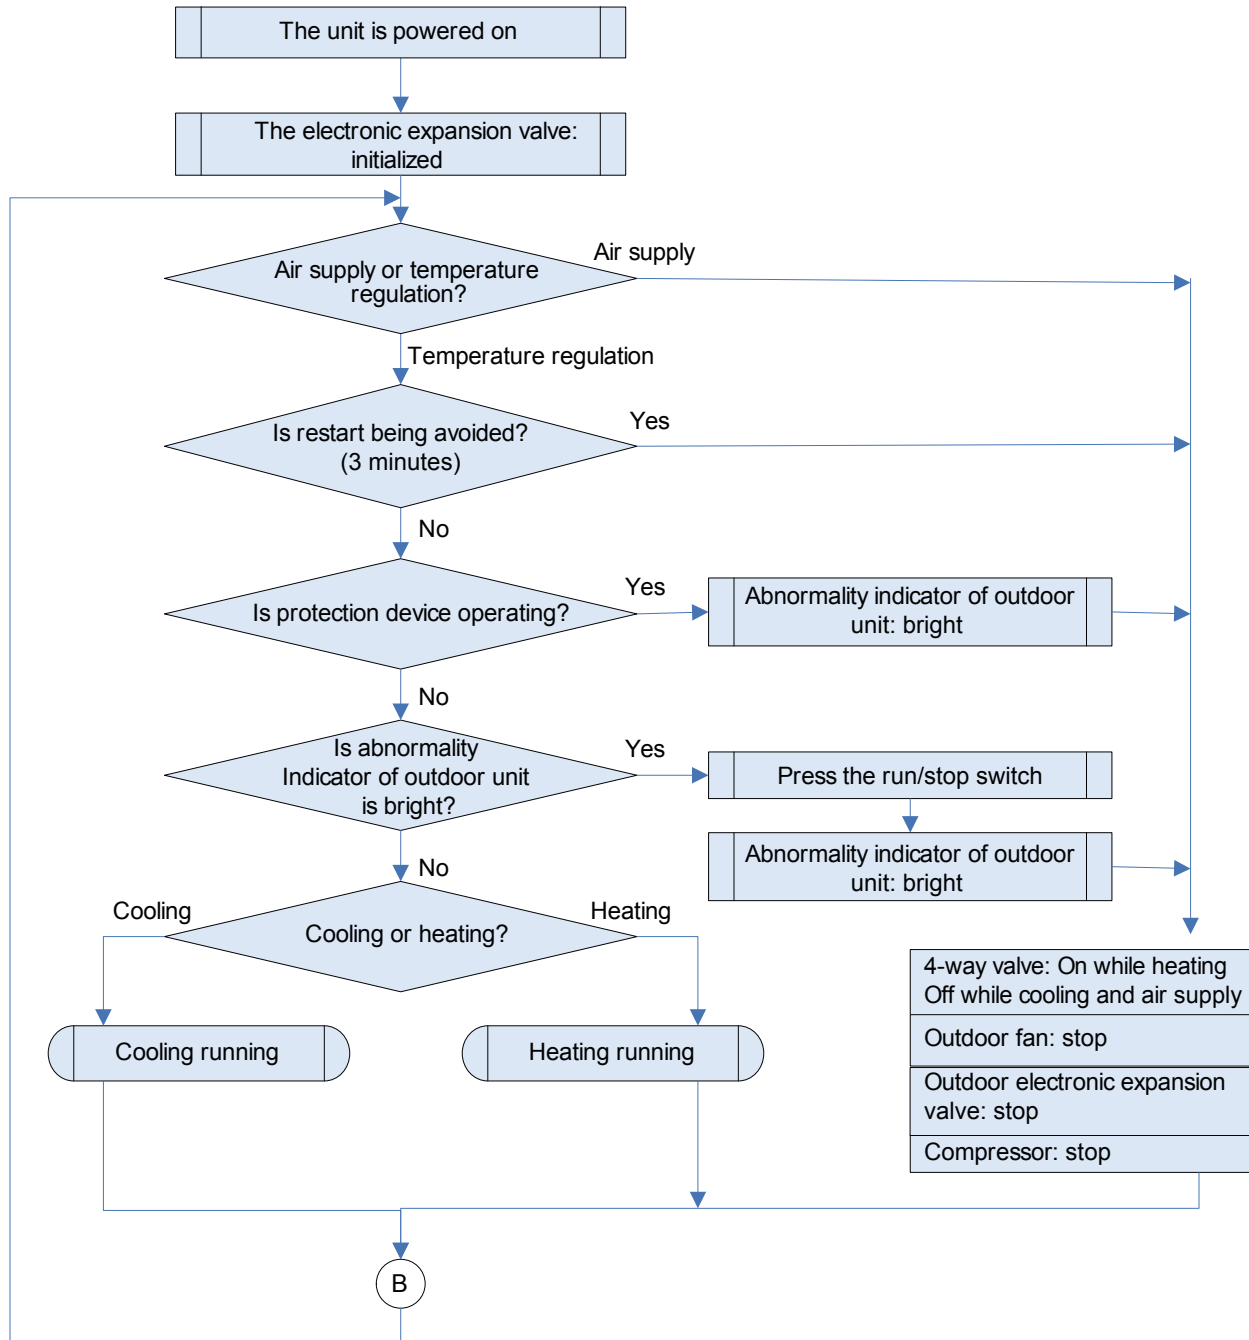 The unit is powered on
The electronic expansion valve:
initialized
Air supply or temperature
regulation?
Air supply
Temperature regulation
Is restart being avoided?
(3 minutes)
Yes
No
Is protection device operating?
Yes
Abnormality indicator of outdoor
unit: bright
No
Is abnormality
Indicator of outdoor unit
is bright?
Yes
Press the run/stop switch
Abnormality indicator of outdoor
unit: bright
No
Cooling
Cooling or heating?
Heating
4-way valve: On while heating
Off while cooling and air supply
Outdoor fan: stop
Outdoor electronic expansion
valve: stop
Compressor: stop
Cooling running
Heating running
B